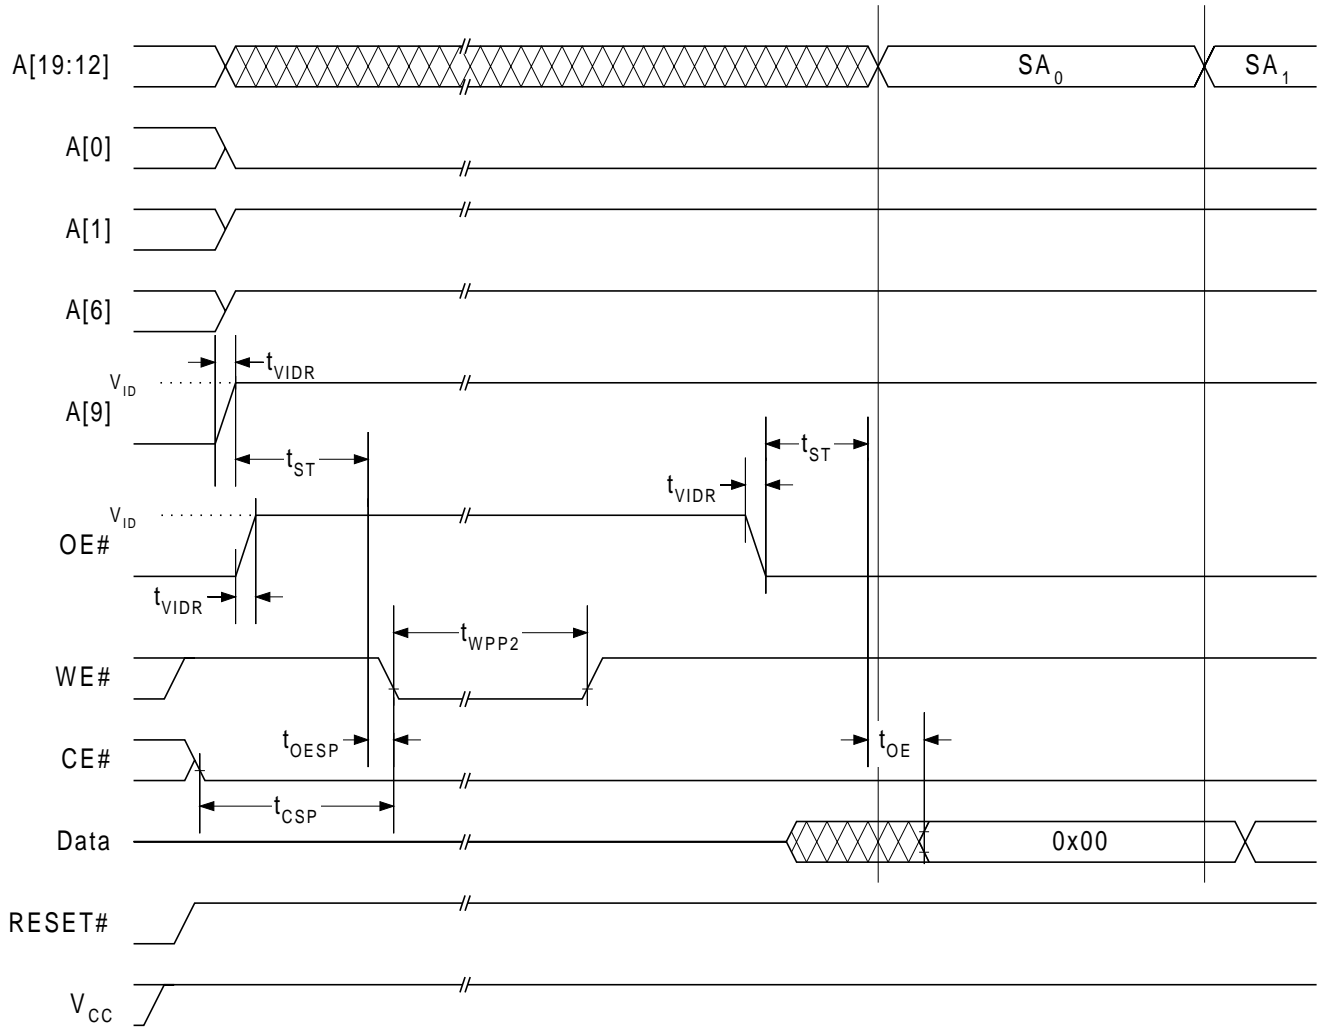 A[19:12]
SA0
SA1
A[0]
A[1]
A[6]
tVIDR
VID
A[9]
tST
tST
tVIDR
VID
OE#
tVIDR
tWPP2
WE#
tOESP
tOE
CE#
tCSP
Data
0x00
RESET#
VCC